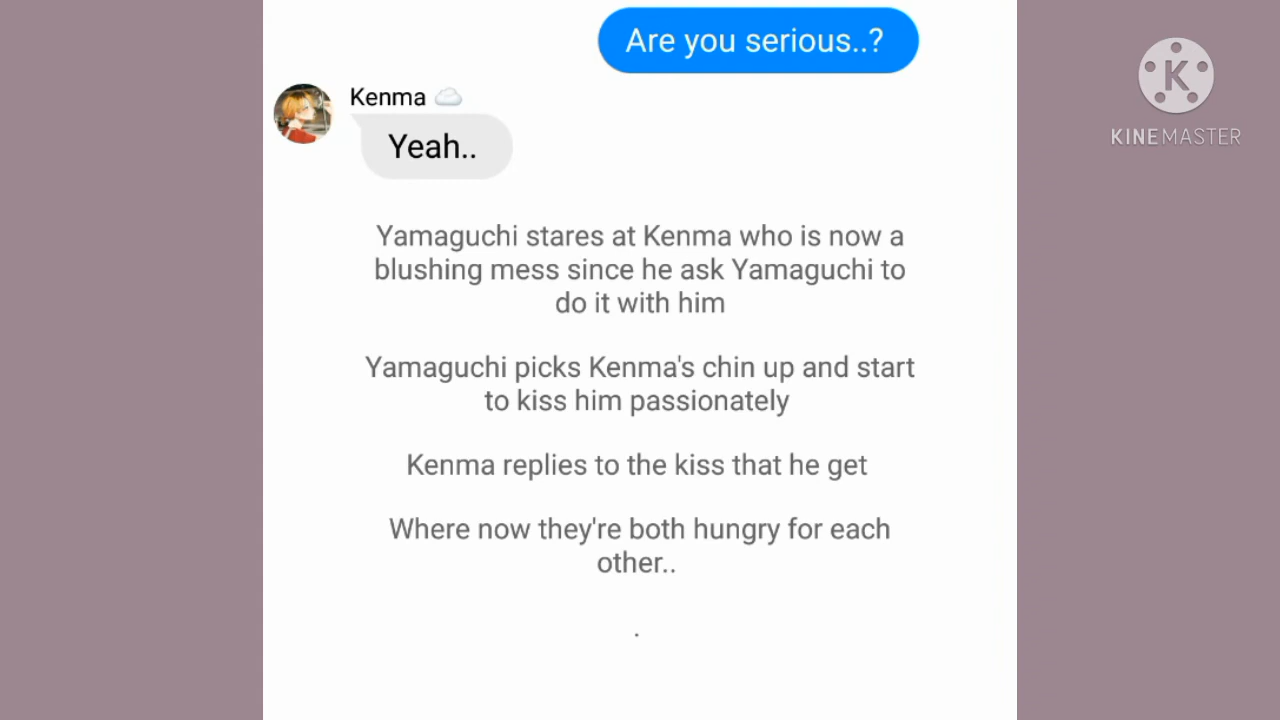 Are you serious..?
Kenma ☁️
Yeah..
KINEMASTER
Yamaguchi stares at Kenma who is now a
blushing mess since he ask Yamaguchi to
do it with him
Yamaguchi picks Kenma's chin up and start
to kiss him passionately
Kenma replies to the kiss that he get
Where now they're both hungry for each
other..
.